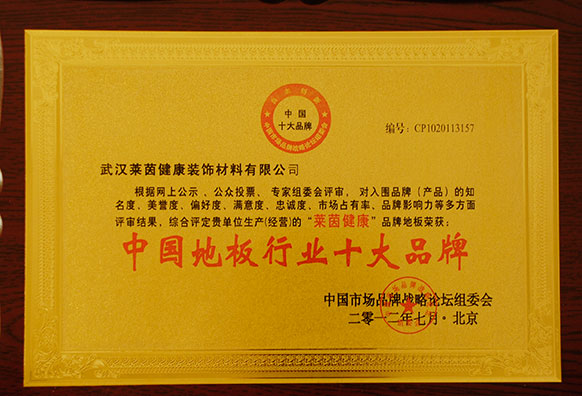 中国
十大品牌
编号：CP1020113157
武汉莱茵健康装饰材料有限公司
根据网上公示、公众投票、专家组委会评审，对入围品牌（产品）的知
名度、美誉度、偏好度、满意度、忠诚度、市场占有率、品牌影响力等多方面
评审结果，综合评定贵单位生产(经营)的“莱茵健康”品牌地板荣获：
中国地板行业十大品牌
中国市场品牌战略论坛组委会
二零一二年七月·北京